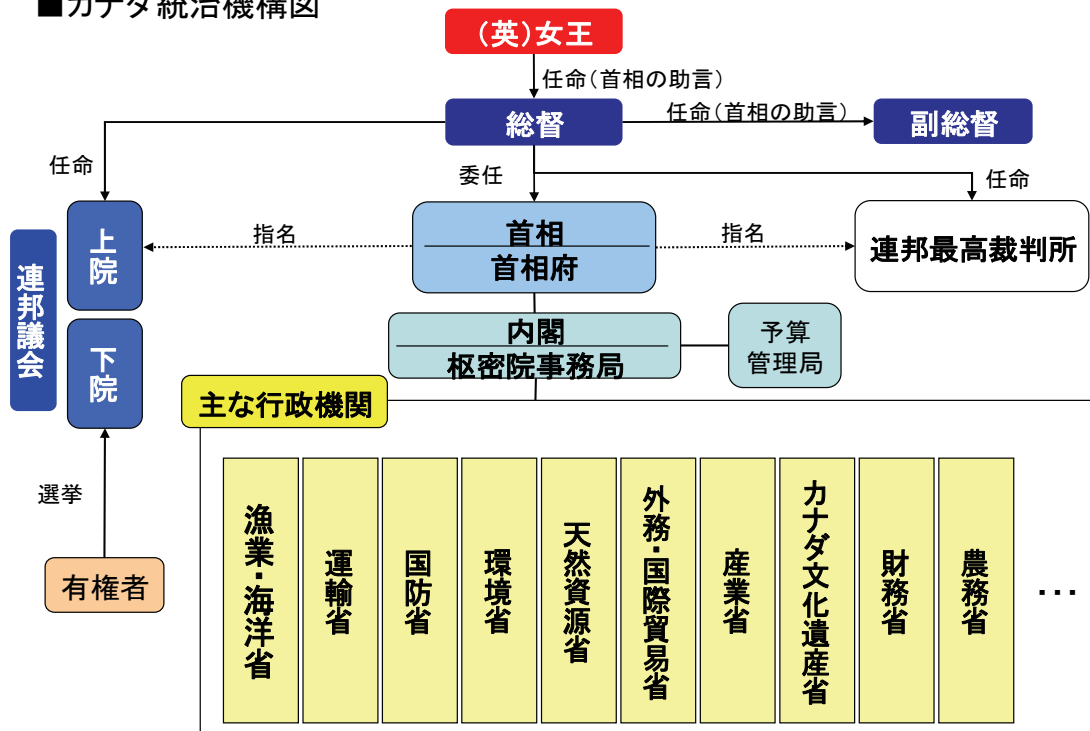 ■カナダ統治機構図
(英)女王
任命(首相の助言)
総督
任命(首相の助言)
副総督
任命
委任
任命
連邦議会
上院
指名
首相
首相府
指名
連邦最高裁判所
下院
内閣
枢密院事務局
予算
管理局
主な行政機関
選挙
有権者
漁業・海洋省
運輸省
国防省
環境省
天然資源省
外務・国際貿易省
産業省
カナダ文化遺産省
財務省
農務省
・・・